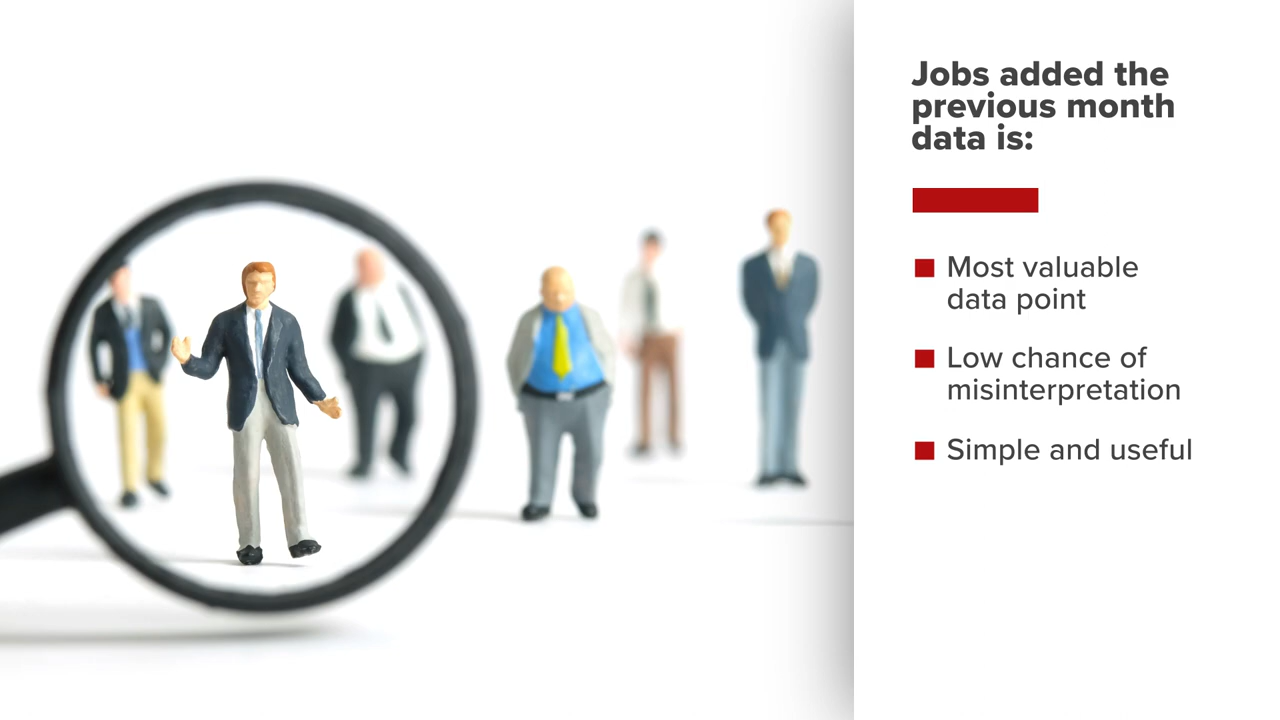 Jobs added the
previous month
data is:
Most valuable
data point
Low chance of
misinterpretation
Simple and useful